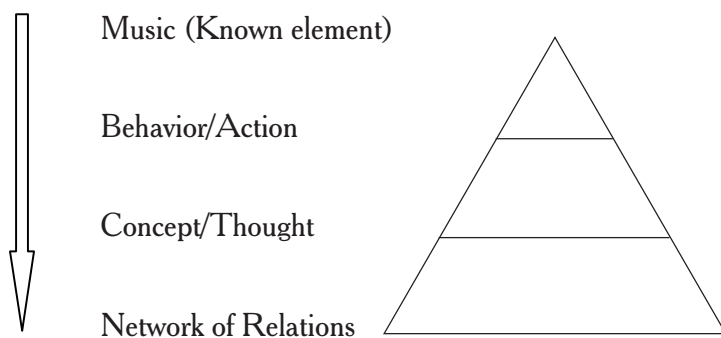 Music (Known element)
Behavior/Action
Concept/Thought
Network of Relations